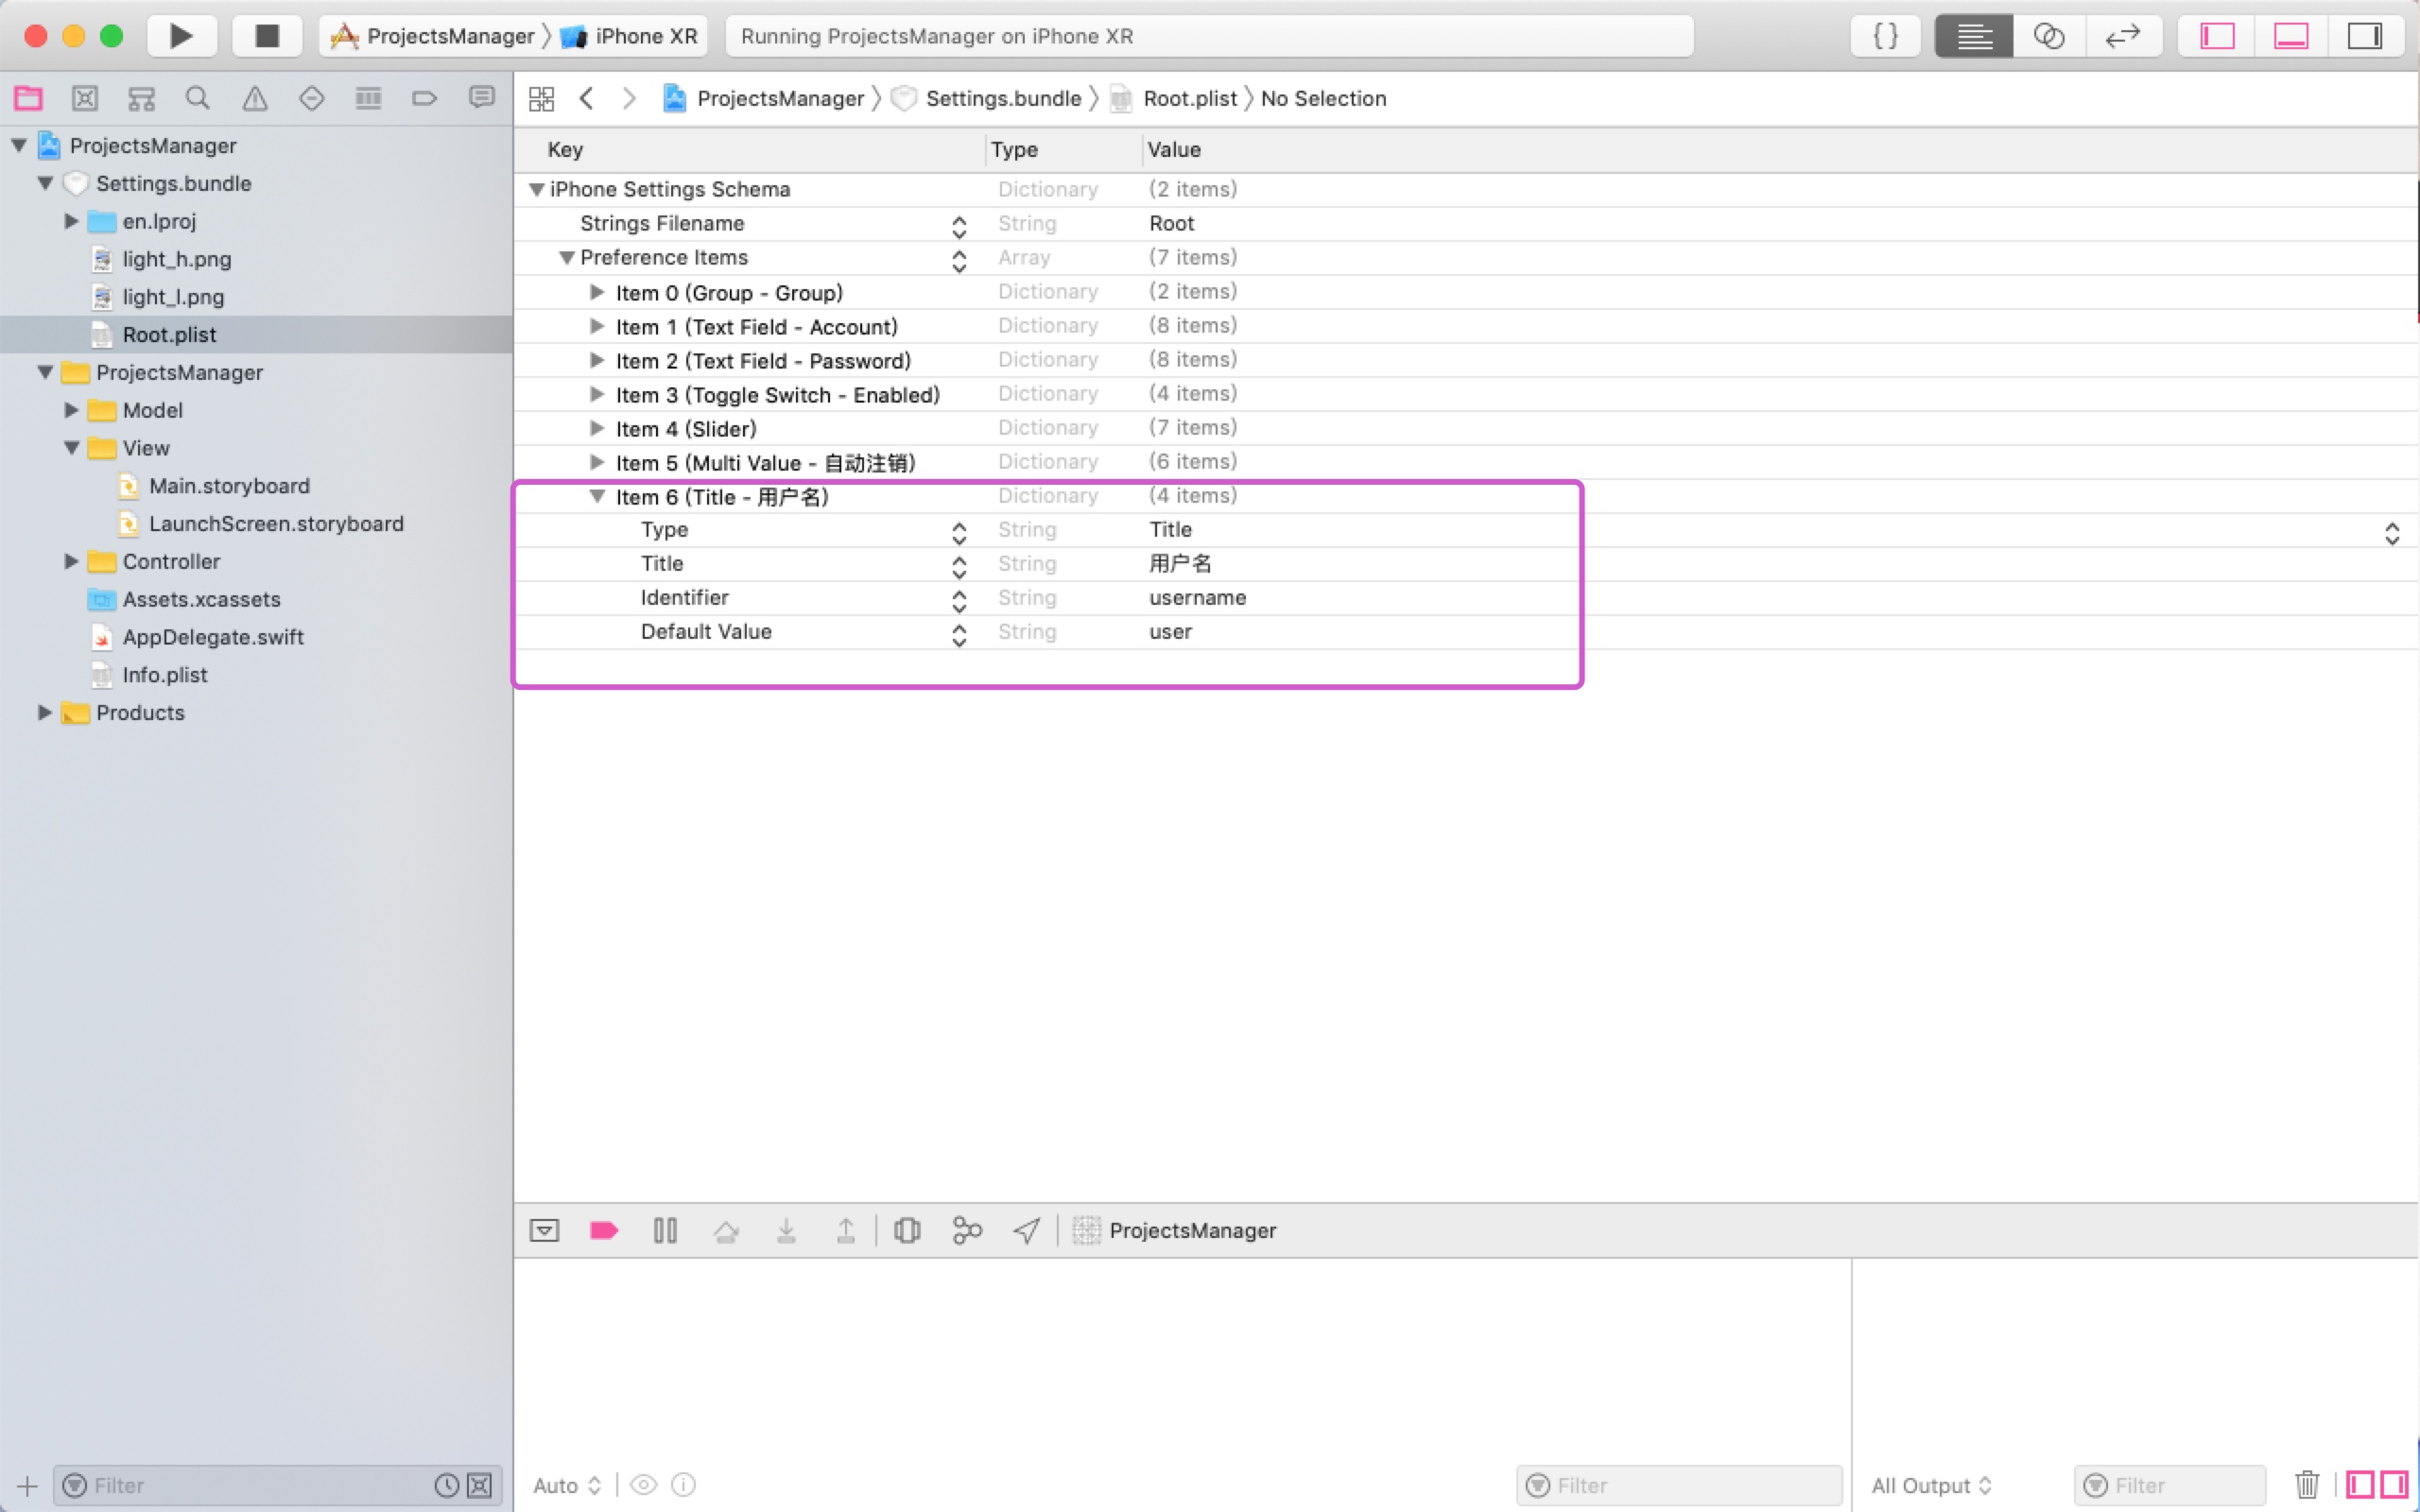 ProjectsManager iPhone XR
Running ProjectsManager on iPhone XR
{}
ProjectsManager Settings.bundle Root.plist No Selection
ProjectsManager
Settings.bundle
en.lproj
light_h.png
light_l.png
Root.plist
ProjectsManager
Model
View
Main.storyboard
LaunchScreen.storyboard
Controller
Assets.xcassets
AppDelegate.swift
Info.plist
Products
Filter
Key Type Value
iPhone Settings Schema Dictionary (2 items)
Strings Filename String Root
Preference Items Array (7 items)
Item 0 (Group - Group) Dictionary (2 items)
Item 1 (Text Field - Account) Dictionary (8 items)
Item 2 (Text Field - Password) Dictionary (8 items)
Item 3 (Toggle Switch - Enabled) Dictionary (4 items)
Item 4 (Slider) Dictionary (7 items)
Item 5 (Multi Value - 自动注销) Dictionary (6 items)
Item 6 (Title - 用户名) Dictionary (4 items)
Type String Title
Title String 用户名
Identifier String username
Default Value String user
ProjectsManager
Auto Filter
All Output Filter